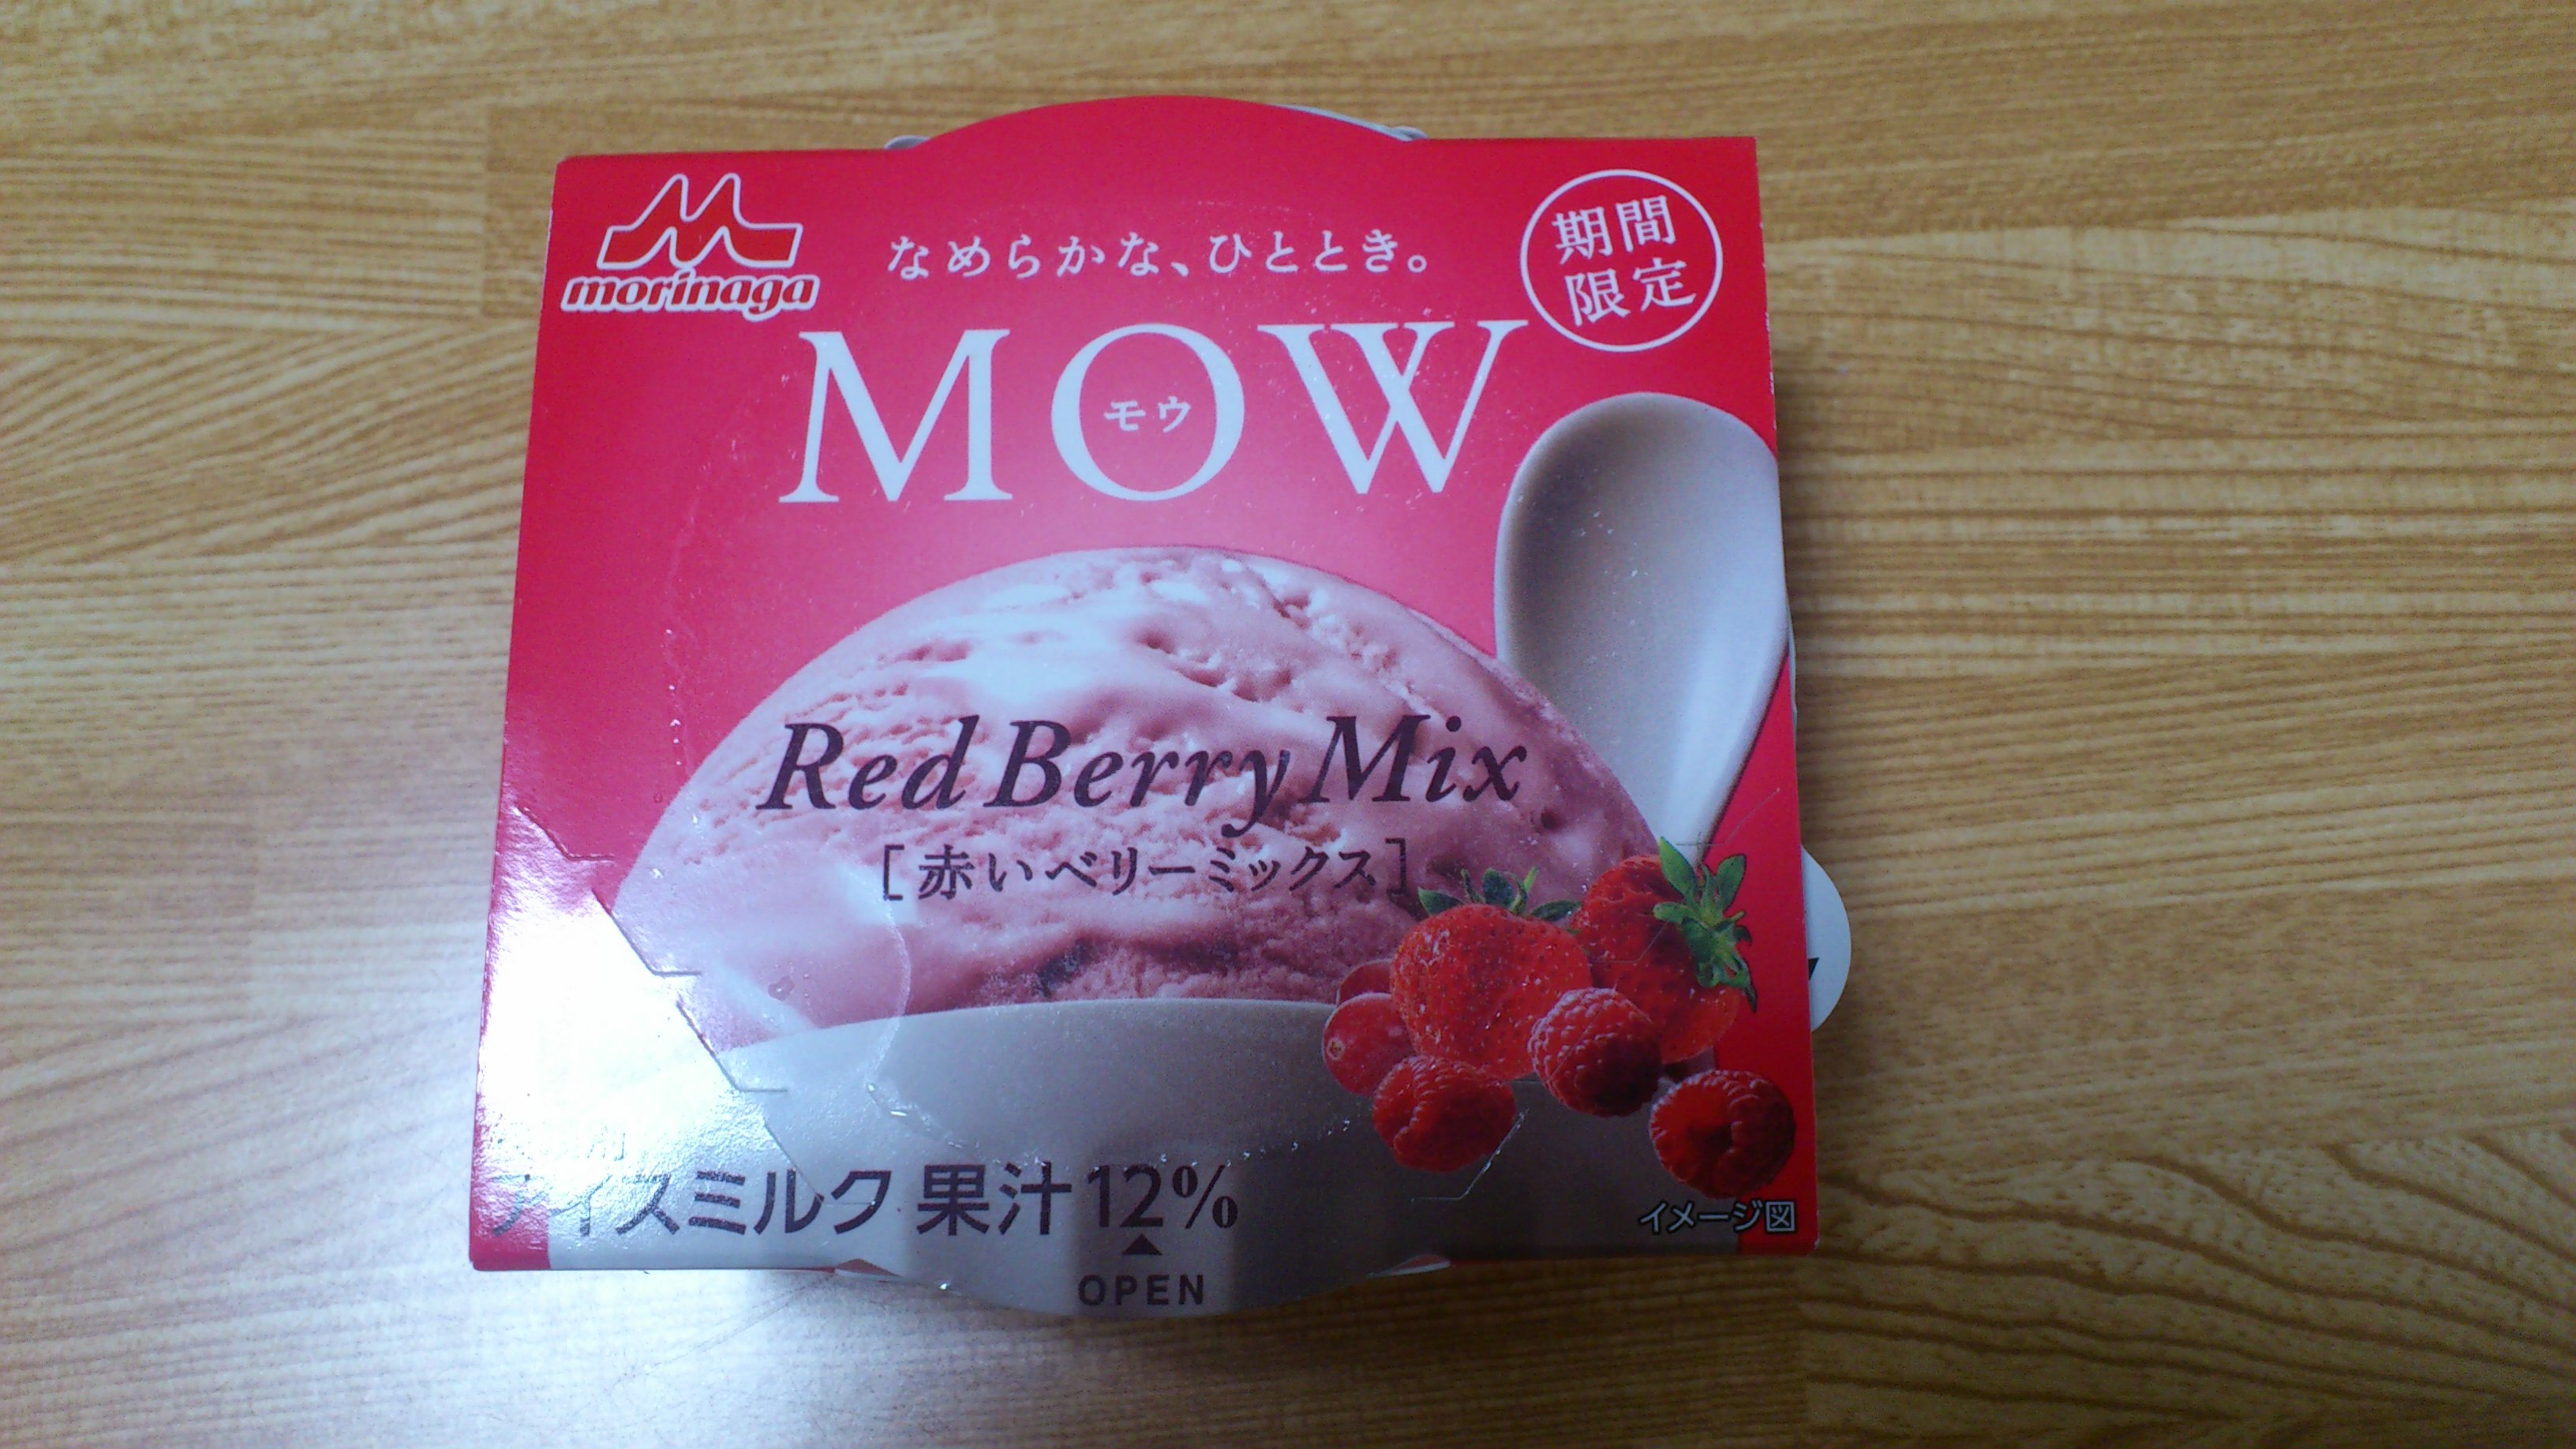 morinaga
なめらかな、ひととき。
期間
限定
MOW
モウ
Red Berry Mix
[赤いベリーミックス]
アイスミルク 果汁12%
イメージ図
OPEN